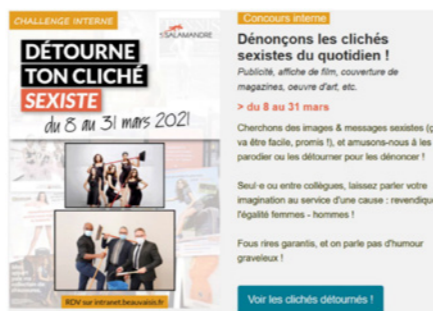 CHALLENGE INTERNE
SALAMANDRE
DÉTOURNE
TON CLICHÉ
SEXISTE
du 8 au 31 mars 2021
RDV sur intranet.beauvaisis.fr
Concours interne
Dénonçons les clichés
sexistes du quotidien !
Publicité, affiche de film, couverture de
magazines, oeuvre d'art, etc.
> du 8 au 31 mars
Cherchons des images & messages sexistes (ç
va être facile, promis !), et amusons-nous à les
parodier ou les détourner pour les dénoncer !
Seul·e ou entre collègues, laissez parler votre
imagination au service d'une cause : revendique
l'égalité femmes - hommes !
Fous rires garantis, et on parle pas d'humour
graveleux !
Voir les clichés détournés !